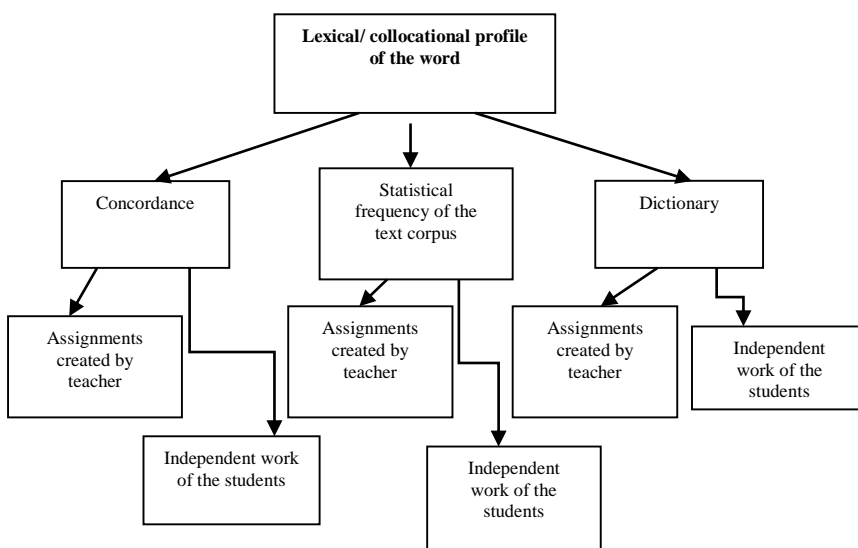 Lexical/ collocational profile
of the word
Concordance
Statistical
frequency of the
text corpus
Dictionary
Assignments
created by
teacher
Independent work
of the students
Assignments
created by
teacher
Independent
work of the
students
Assignments
created by
teacher
Independent
work of the
students